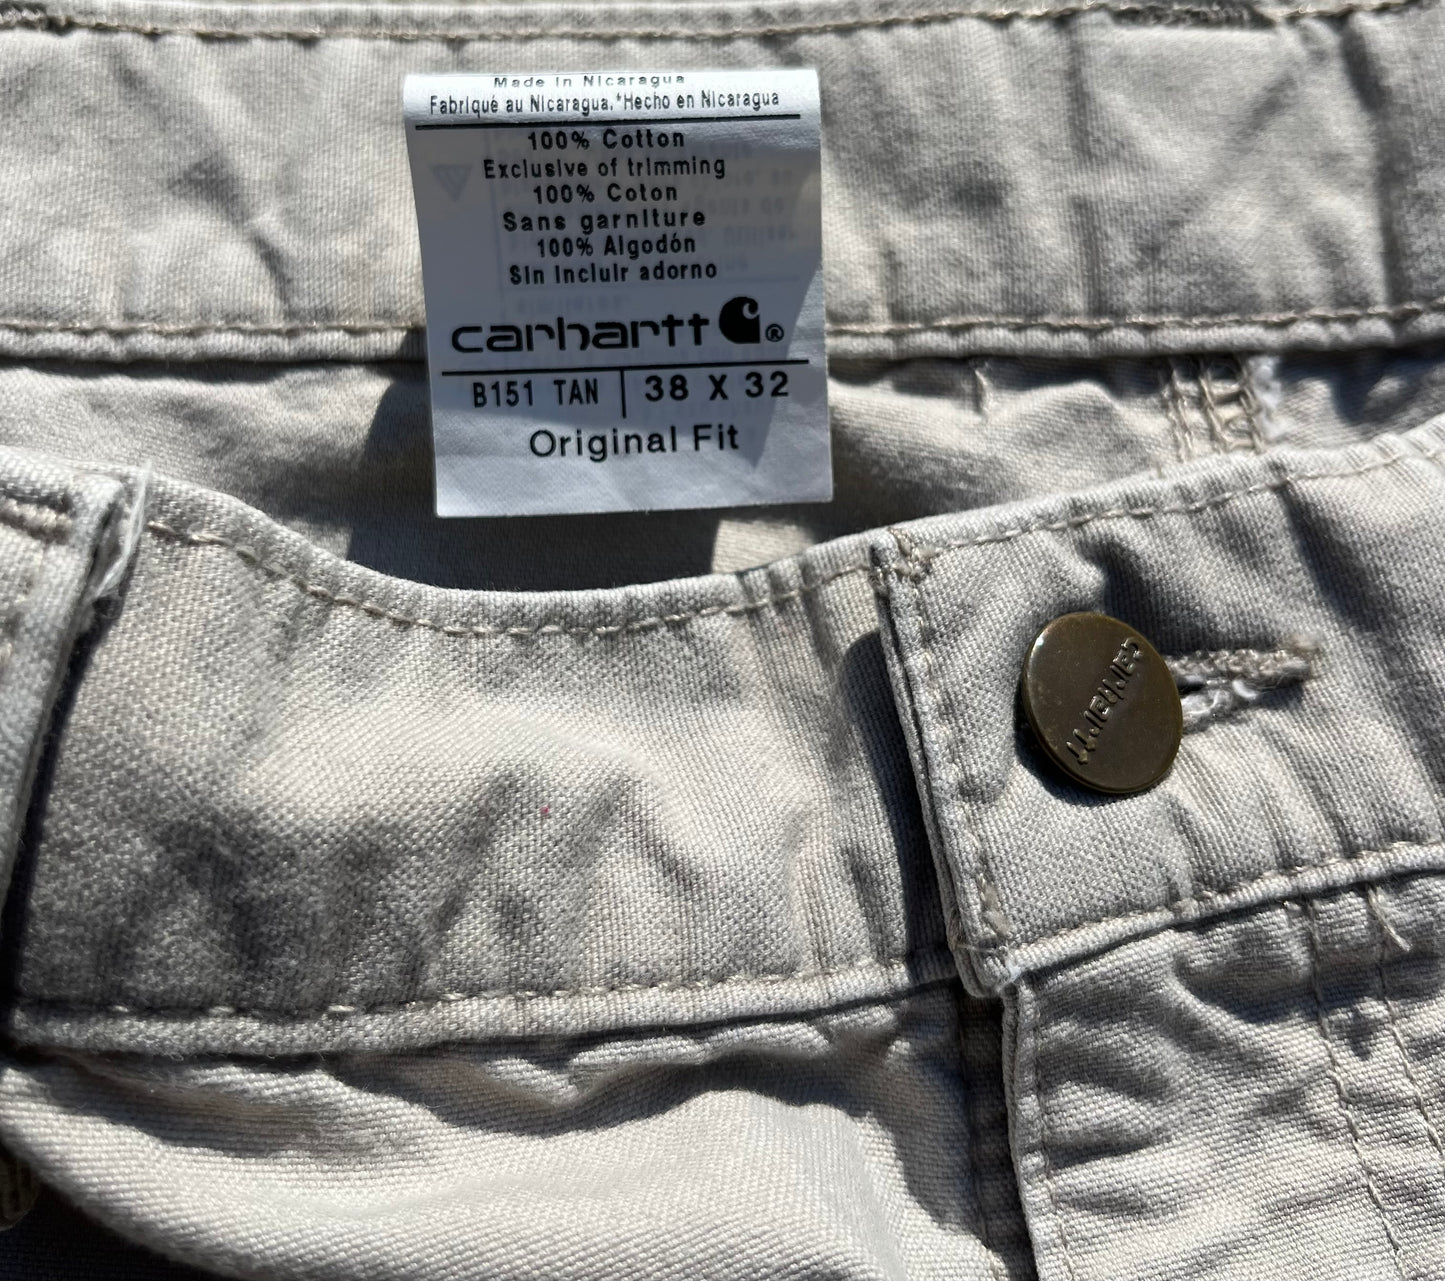 Made in Nicaragua
Fabriqué au Nicaragua.*Hecho en Nicaragua
100% Cotton
Exclusive of trimming
100% Coton
Sans garniture
100% Algodón
Sin incluir adorno
carhartt ®
B151 TAN 38 X 32
Original Fit
carhartt